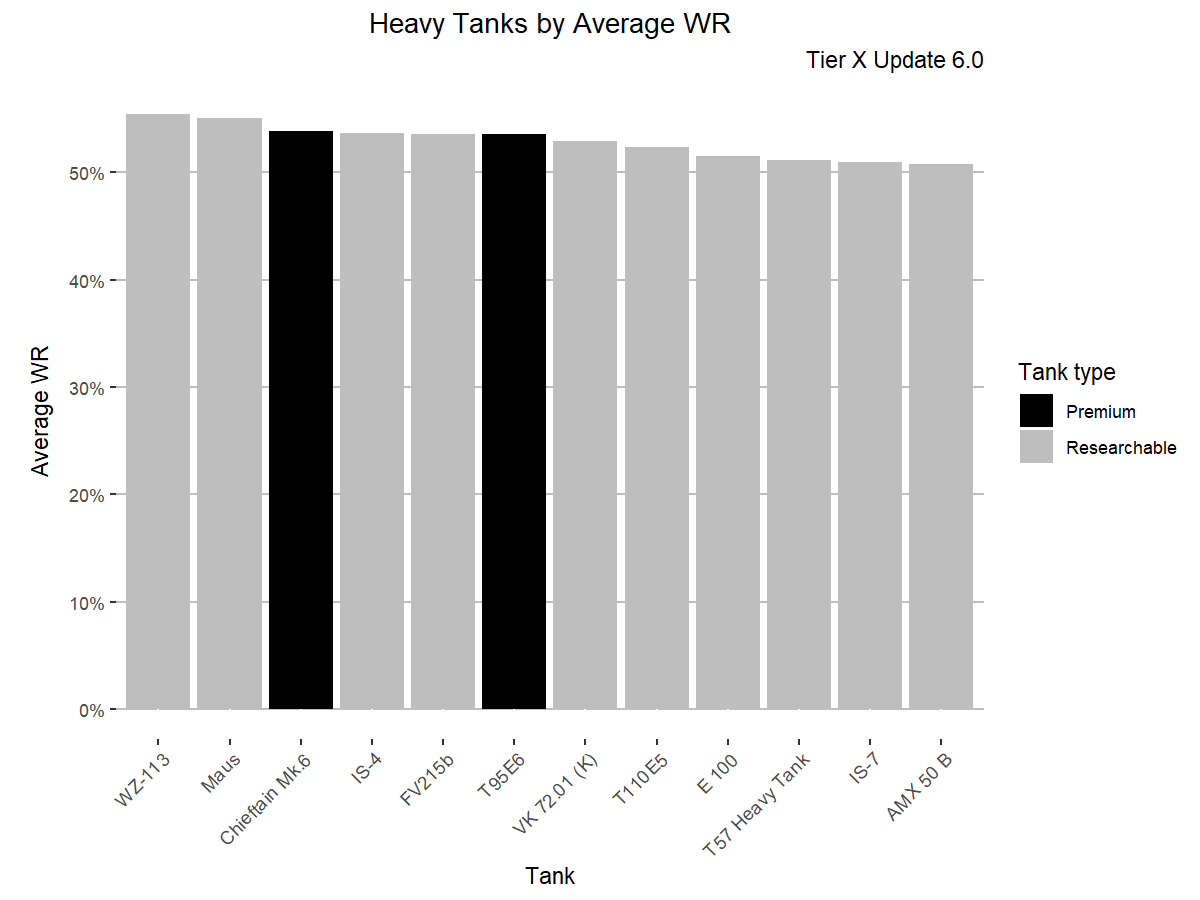 Heavy Tanks by Average WR
Tier X Update 6.0
Average WR
50%
40%
30%
20%
10%
0%
WZ-113
Maus
Chieftain Mk.6
IS-4
FV215b
T95E6
VK 72.01 (K)
T110E5
E 100
T57 Heavy Tank
IS-7
AMX 50 B
Tank
Tank type
Premium
Researchable